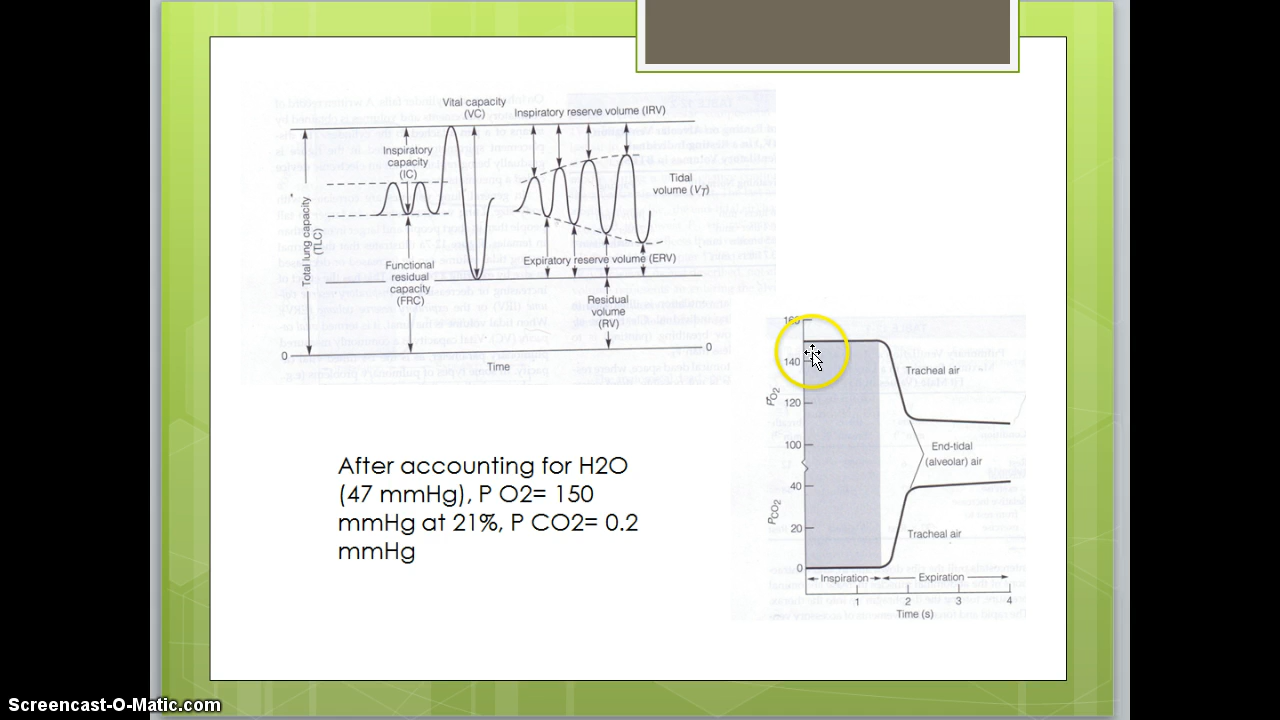 Vital capacity
(VC)
Inspiratory reserve volume (IRV)
Inspiratory
capacity
(IC)
Tidal
volume (VT)
Total lung capacity
(TLC)
Functional
residual
capacity
(FRC)
Expiratory reserve volume (ERV)
Residual
volume
(RV)
0
0
Time
After accounting for H2O
(47 mmHg), P O2= 150
mmHg at 21%, P CO2= 0.2
mmHg
160
140
120
100
40
20
0
PO2
PCO2
Tracheal air
End-tidal
(alveolar) air
Tracheal air
Inspiration
Expiration
1 2 3 4
Time (s)
Screencast-O-Matic.com